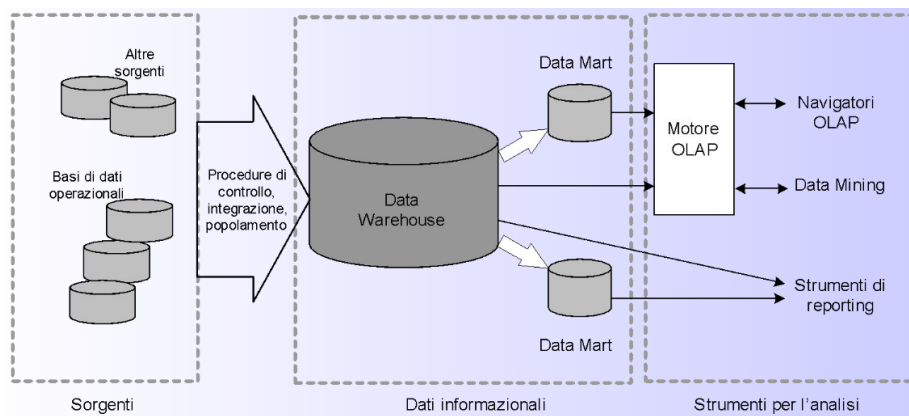 Altre
sorgenti
Basi di dati
operazionali
Procedure di
controllo,
integrazione,
popolamento
Data
Warehouse
Data Mart
Data Mart
Motore
OLAP
Navigatori
OLAP
Data Mining
Strumenti di
reporting
Sorgenti
Dati informazionali
Strumenti per l'analisi